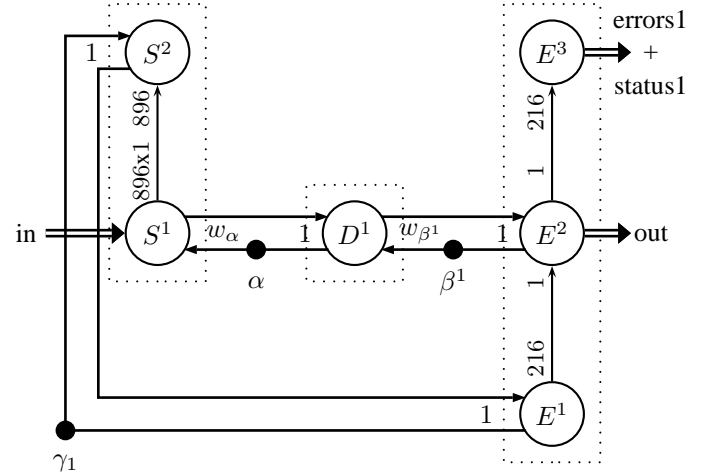 errors1
+
status1
1
S²
E³
896
216
896x1
1
in
S¹
w_α
1
D¹
w_β¹
1
E²
out
α
β¹
1
216
1
E¹
γ₁